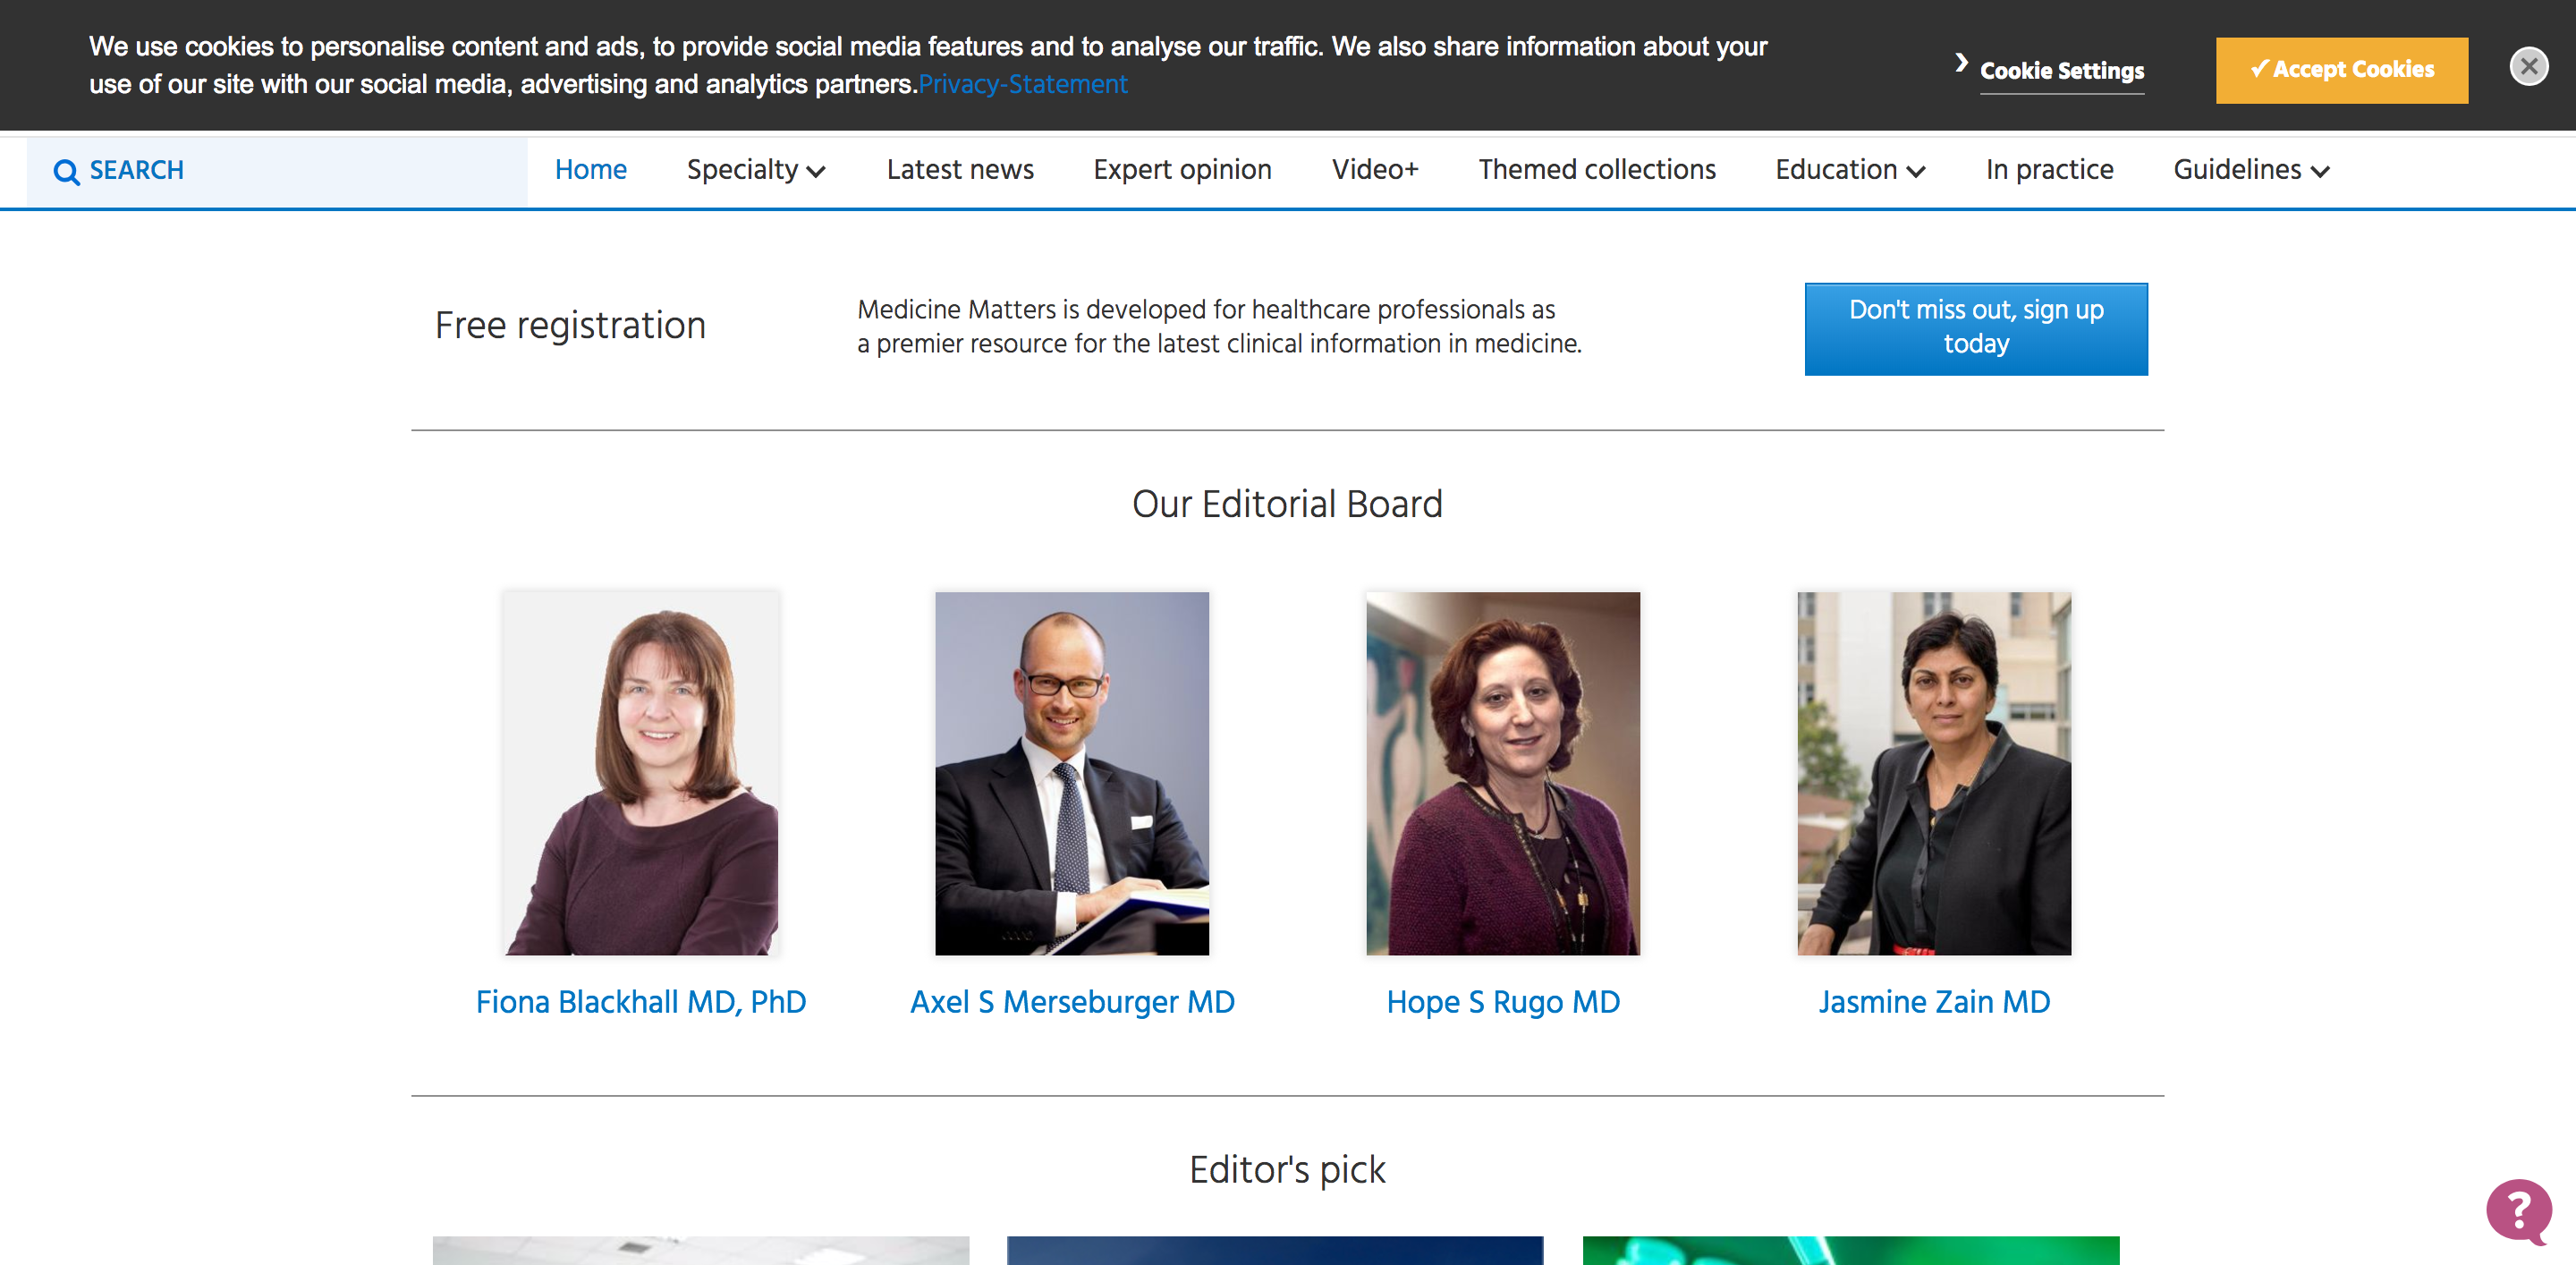 We use cookies to personalise content and ads, to provide social media features and to analyse our traffic. We also share information about your
use of our site with our social media, advertising and analytics partners.Privacy-Statement
Cookie Settings
✓Accept Cookies
SEARCH
Home
Specialty
Latest news
Expert opinion
Video+
Themed collections
Education
In practice
Guidelines
Free registration
Medicine Matters is developed for healthcare professionals as
a premier resource for the latest clinical information in medicine.
Don't miss out, sign up
today
Our Editorial Board
Fiona Blackhall MD, PhD
Axel S Merseburger MD
Hope S Rugo MD
Jasmine Zain MD
Editor's pick
?